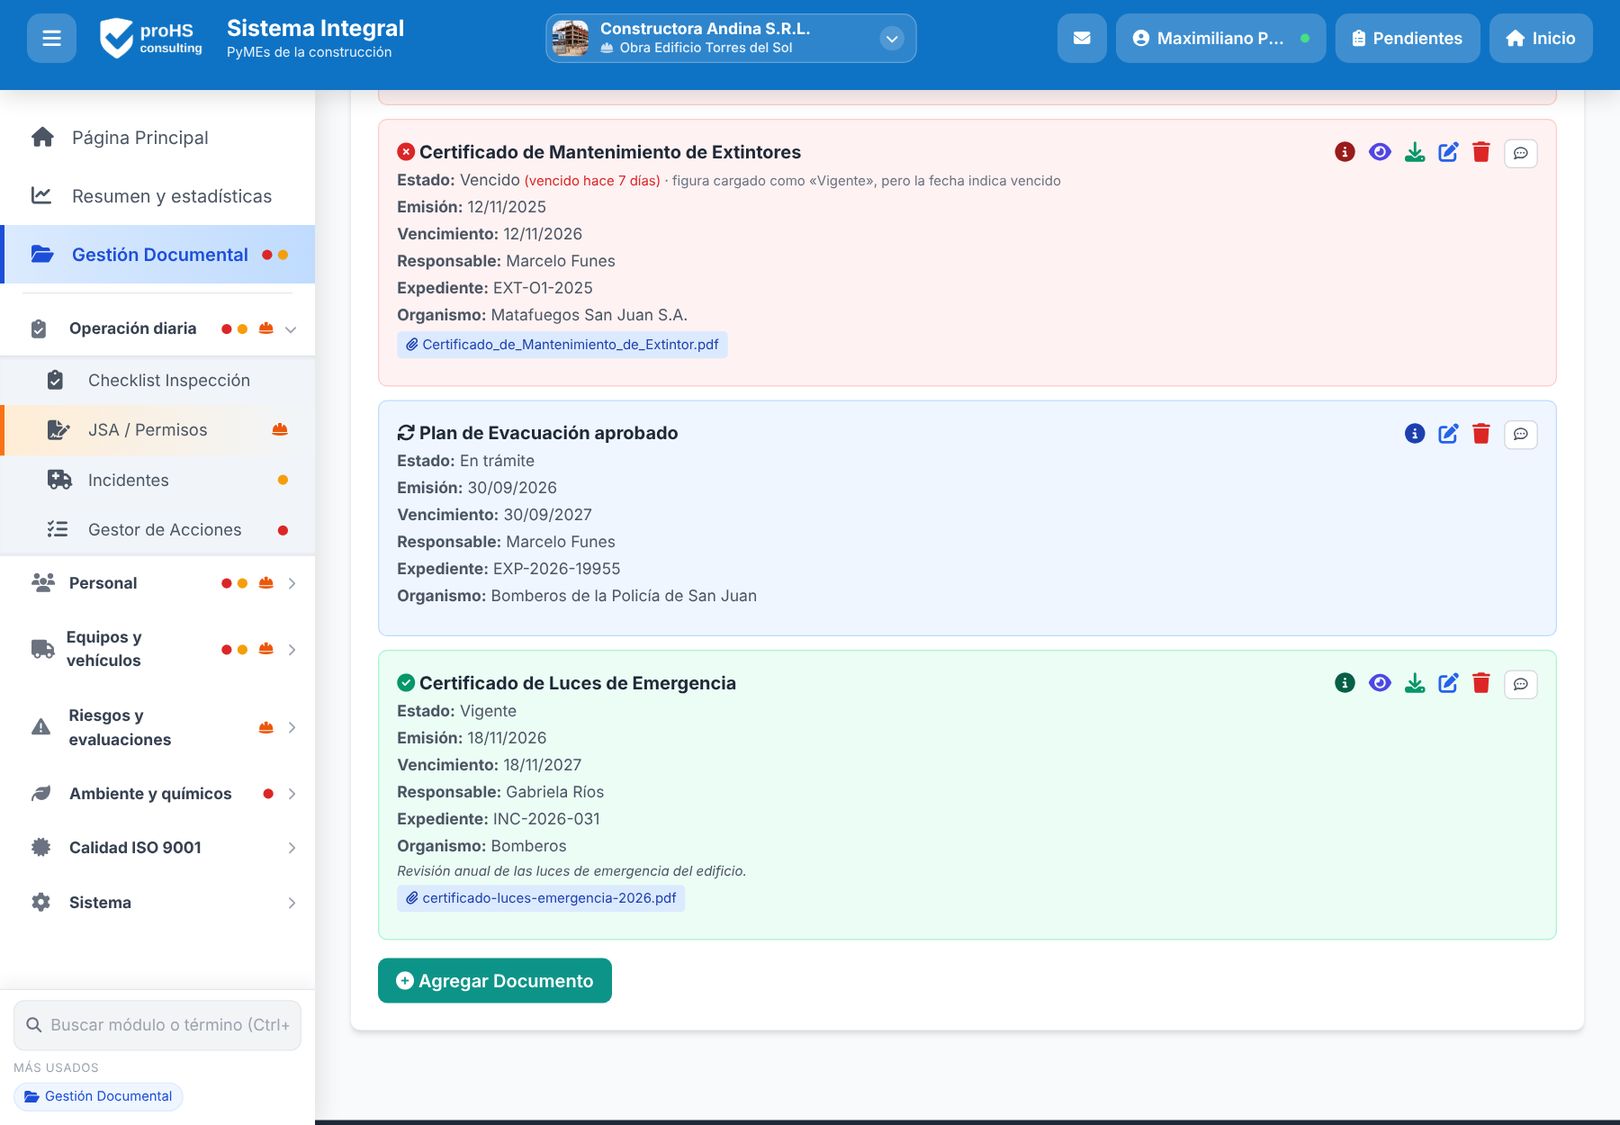 proHS
consulting
Sistema Integral
PyMEs de la construcción
Constructora Andina S.R.L.
Obra Edificio Torres del Sol
Maximiliano P...
Pendientes
Inicio
Página Principal
Resumen y estadísticas
Gestión Documental
Operación diaria
Checklist Inspección
JSA / Permisos
Incidentes
Gestor de Acciones
Personal
Equipos y
vehículos
Riesgos y
evaluaciones
Ambiente y químicos
Calidad ISO 9001
Sistema
Buscar módulo o término (Ctrl+
MÁS USADOS
Gestión Documental
Certificado de Mantenimiento de Extintores
Estado: Vencido (vencido hace 7 días) · figura cargado como «Vigente», pero la fecha indica vencido
Emisión: 12/11/2025
Vencimiento: 12/11/2026
Responsable: Marcelo Funes
Expediente: EXT-O1-2025
Organismo: Matafuegos San Juan S.A.
Certificado_de_Mantenimiento_de_Extintor.pdf
Plan de Evacuación aprobado
Estado: En trámite
Emisión: 30/09/2026
Vencimiento: 30/09/2027
Responsable: Marcelo Funes
Expediente: EXP-2026-19955
Organismo: Bomberos de la Policía de San Juan
Certificado de Luces de Emergencia
Estado: Vigente
Emisión: 18/11/2026
Vencimiento: 18/11/2027
Responsable: Gabriela Ríos
Expediente: INC-2026-031
Organismo: Bomberos
Revisión anual de las luces de emergencia del edificio.
certificado-luces-emergencia-2026.pdf
Agregar Documento